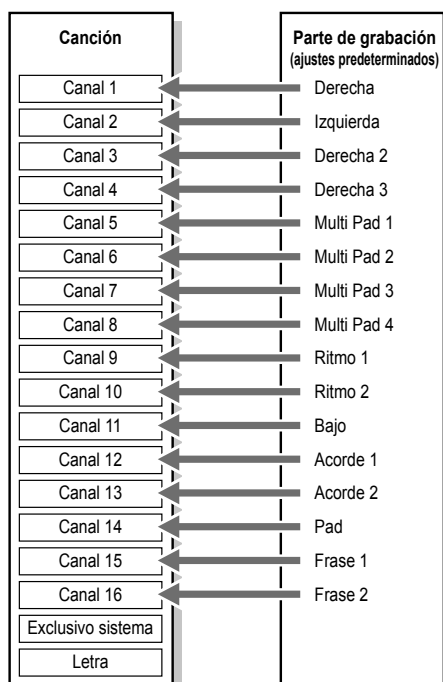 Canción
Parte de grabación
(ajustes predeterminados)
Canal 1
Derecha
Canal 2
Izquierda
Canal 3
Derecha 2
Canal 4
Derecha 3
Canal 5
Multi Pad 1
Canal 6
Multi Pad 2
Canal 7
Multi Pad 3
Canal 8
Multi Pad 4
Canal 9
Ritmo 1
Canal 10
Ritmo 2
Canal 11
Bajo
Canal 12
Acorde 1
Canal 13
Acorde 2
Canal 14
Pad
Canal 15
Frase 1
Canal 16
Frase 2
Exclusivo sistema
Letra